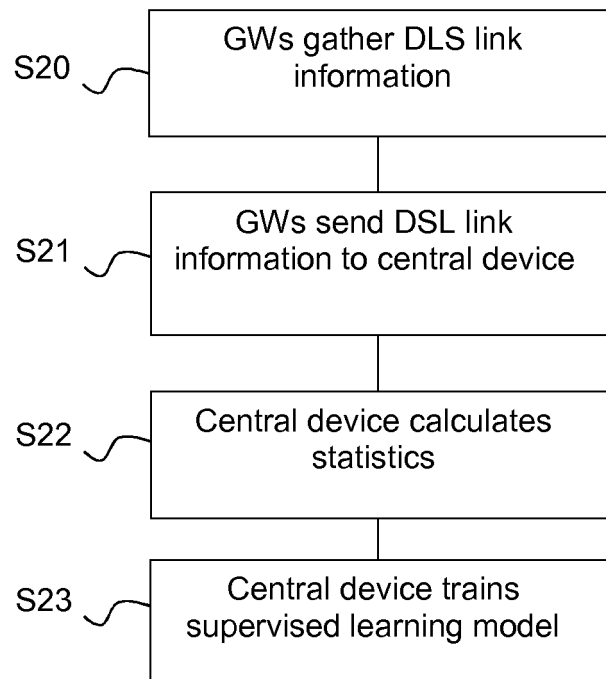 S20
GWs gather DLS link
information
S21
GWs send DSL link
information to central device
S22
Central device calculates
statistics
S23
Central device trains
supervised learning model